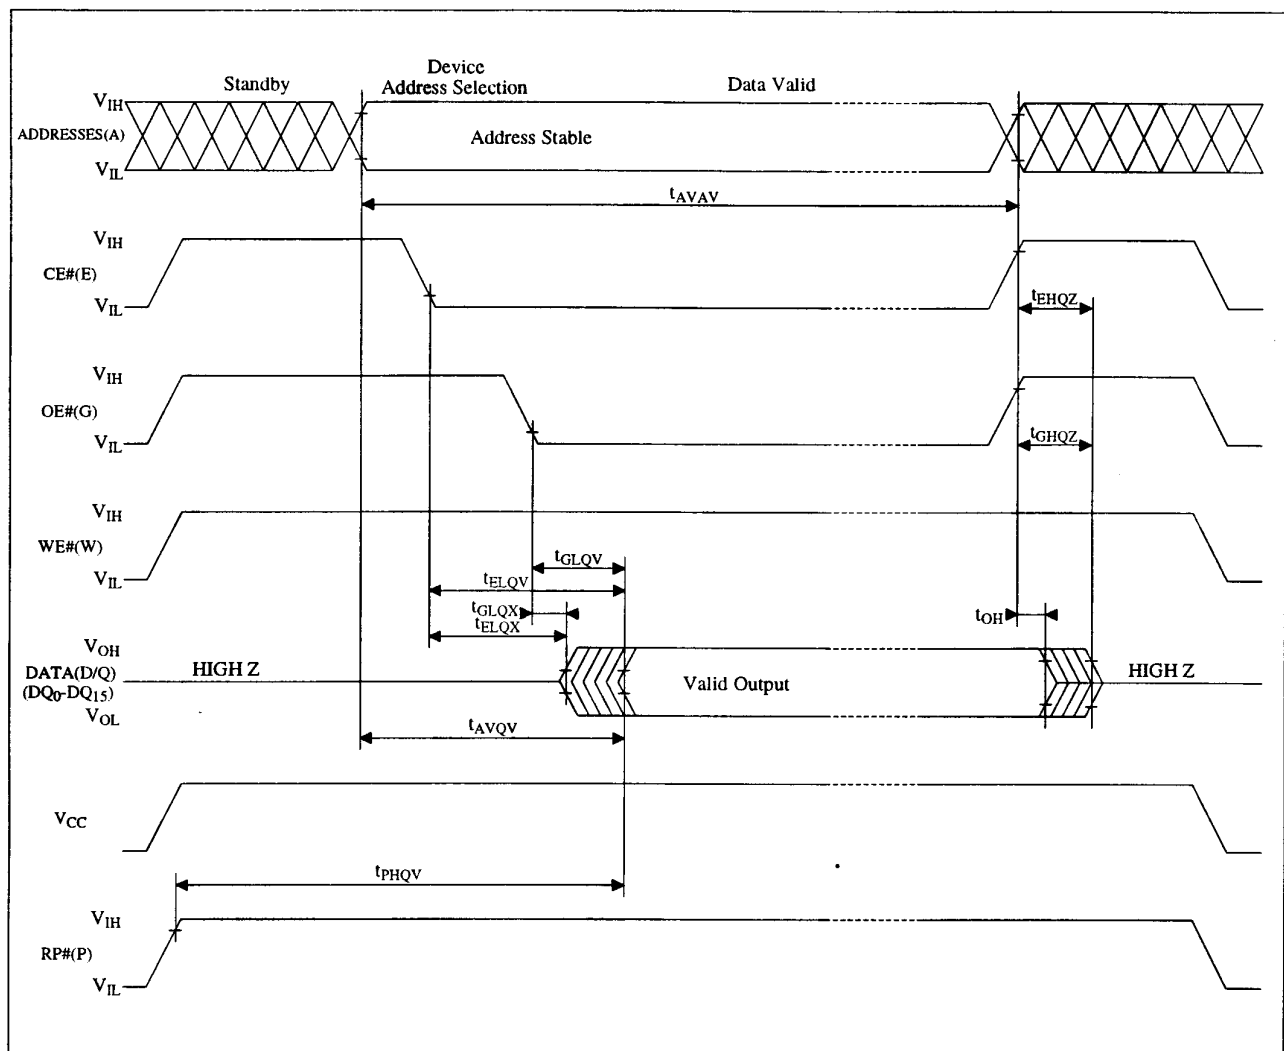 Standby
Device
Address Selection
Data Valid
VIH
ADDRESSES(A)
VIL
Address Stable
tAVAV
VIH
CE#(E)
VIL
tEHQZ
VIH
OE#(G)
VIL
tGHQZ
VIH
WE#(W)
VIL
tGLQV
tELQV
tGLQX
tELQX
tOH
VOH
DATA(D/Q)
(DQ0-DQ15)
VOL
HIGH Z
Valid Output
HIGH Z
tAVQV
VCC
tPHQV
VIH
RP#(P)
VIL